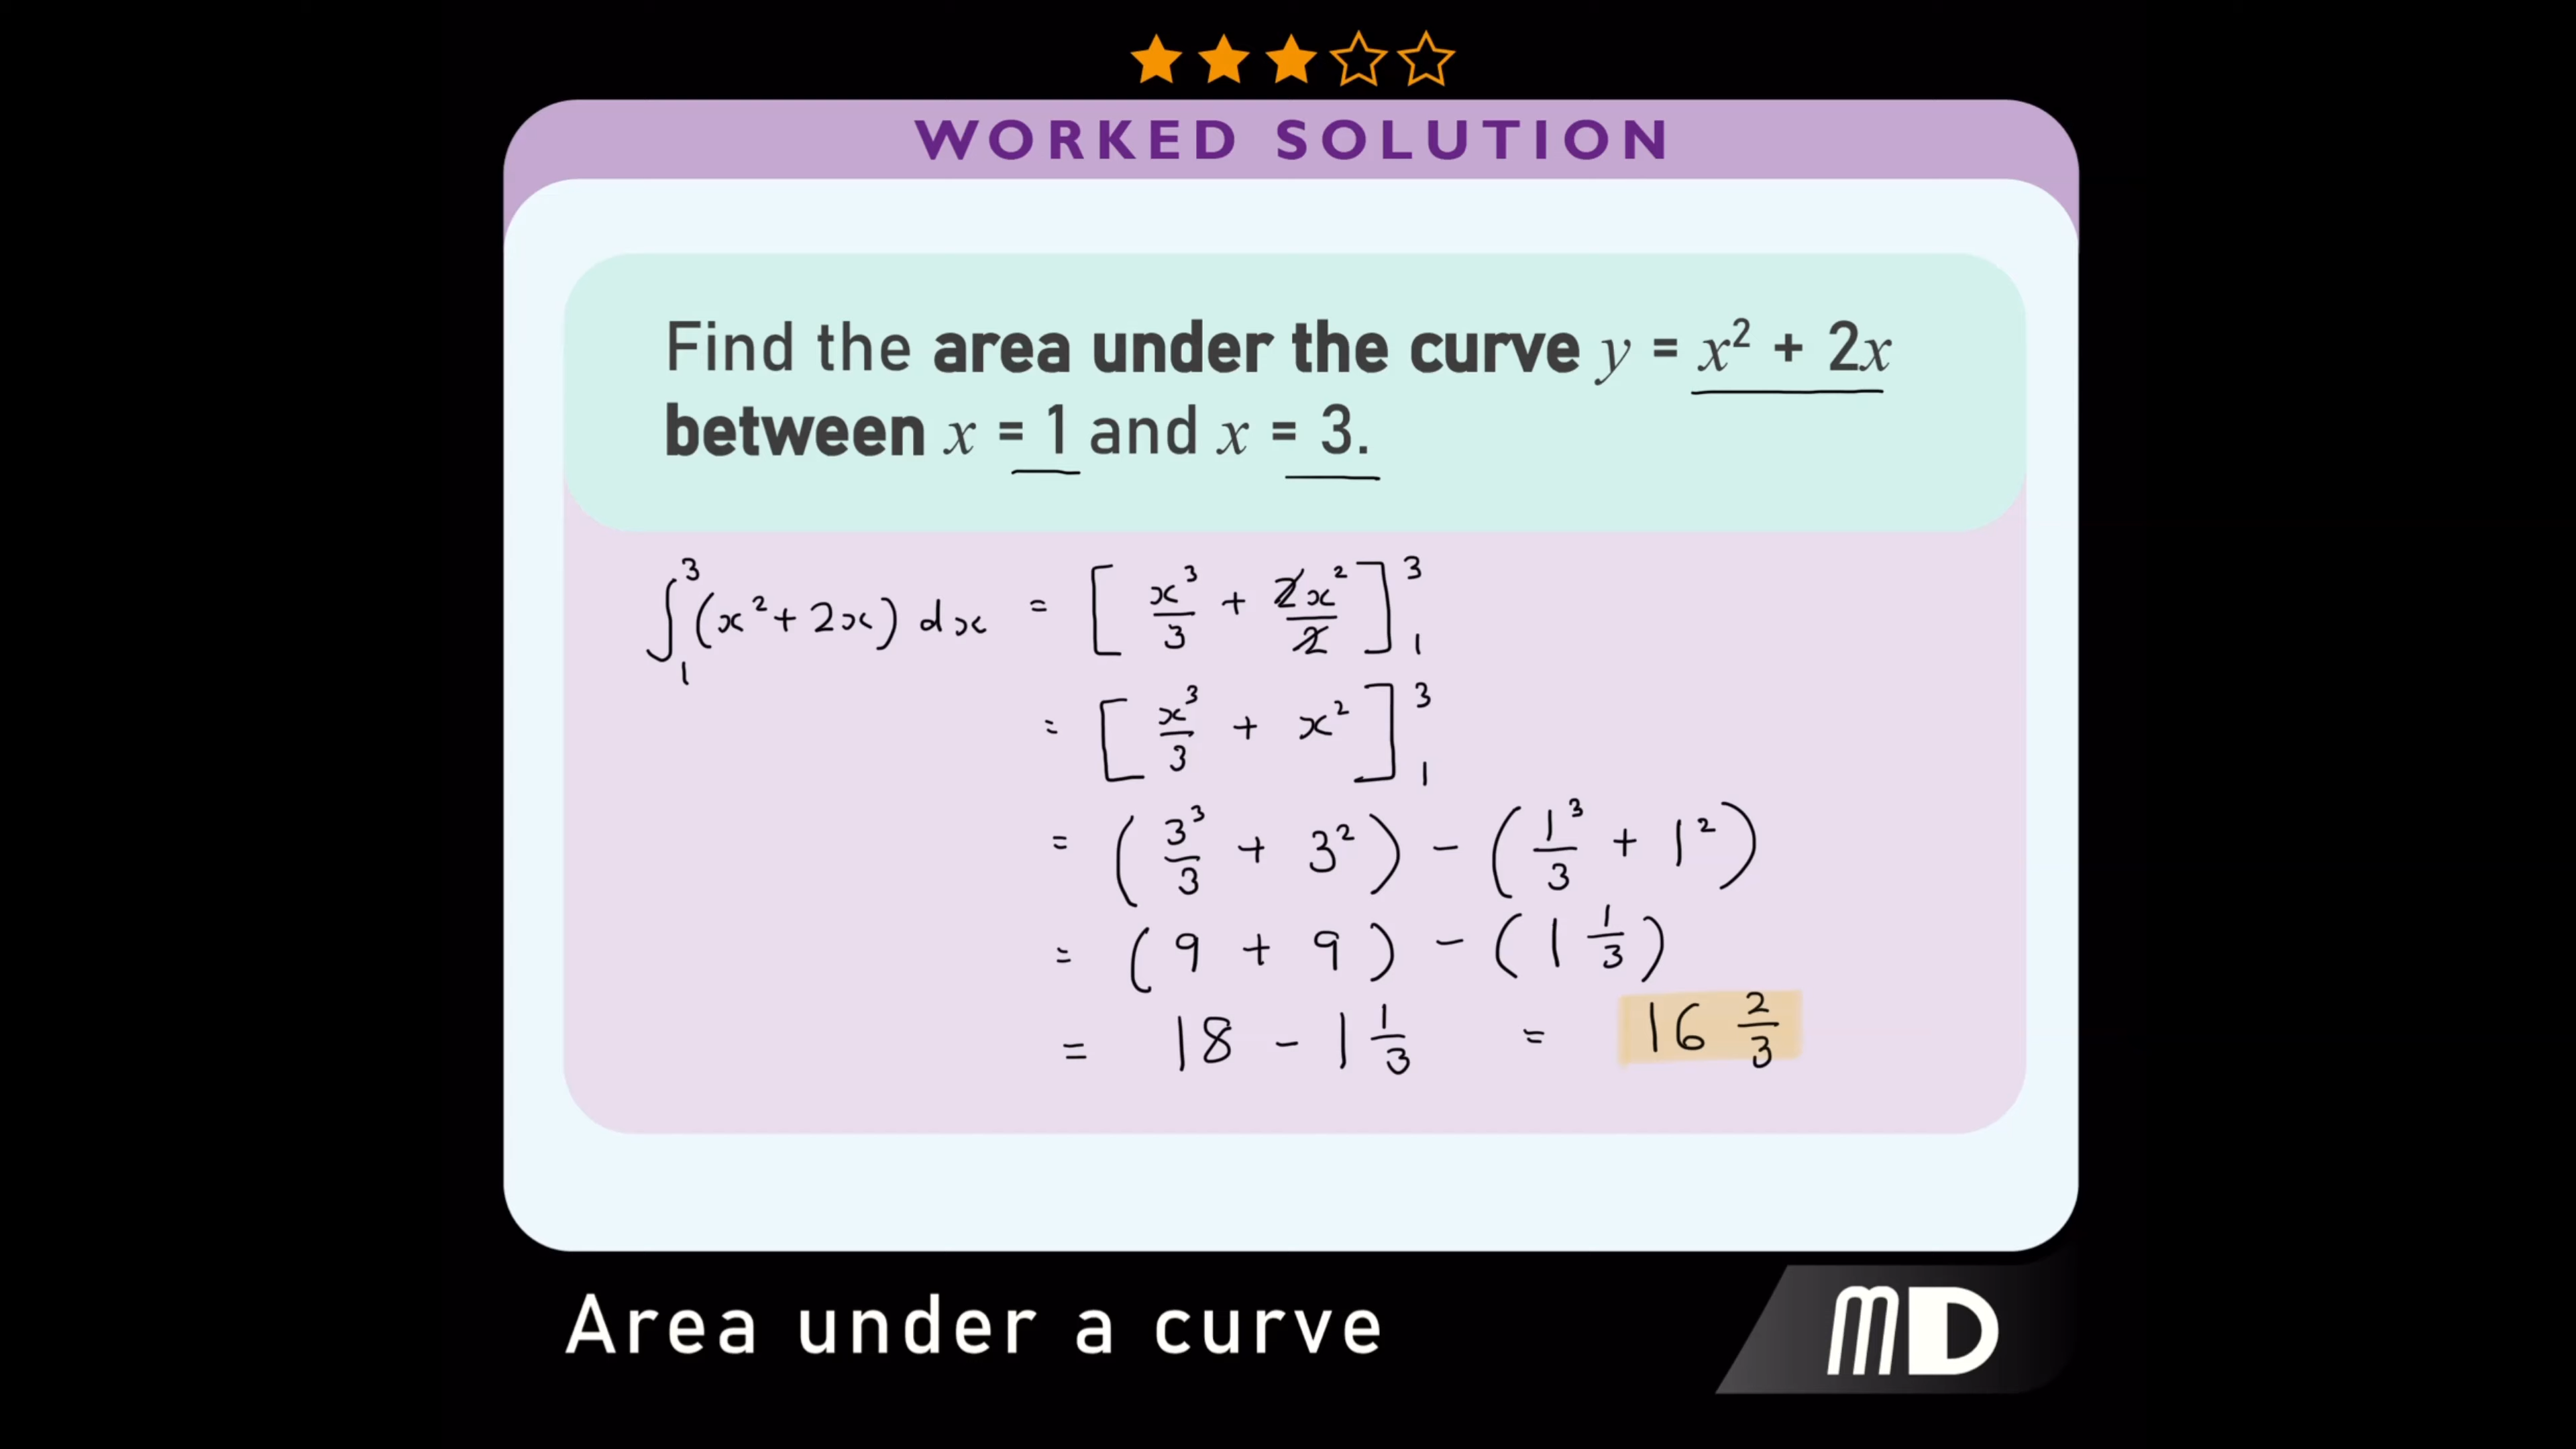 WORKED SOLUTION
Find the area under the curve y = x² + 2x
between x = 1 and x = 3.
∫₁³ (x² + 2x) dx = [x³/3 + 2x²/2]₁³
= [x³/3 + x²]₁³
= (3³/3 + 3²) - (1³/3 + 1²)
= (9 + 9) - (1 1/3)
= 18 - 1 1/3 = 16 2/3
Area under a curve
MD